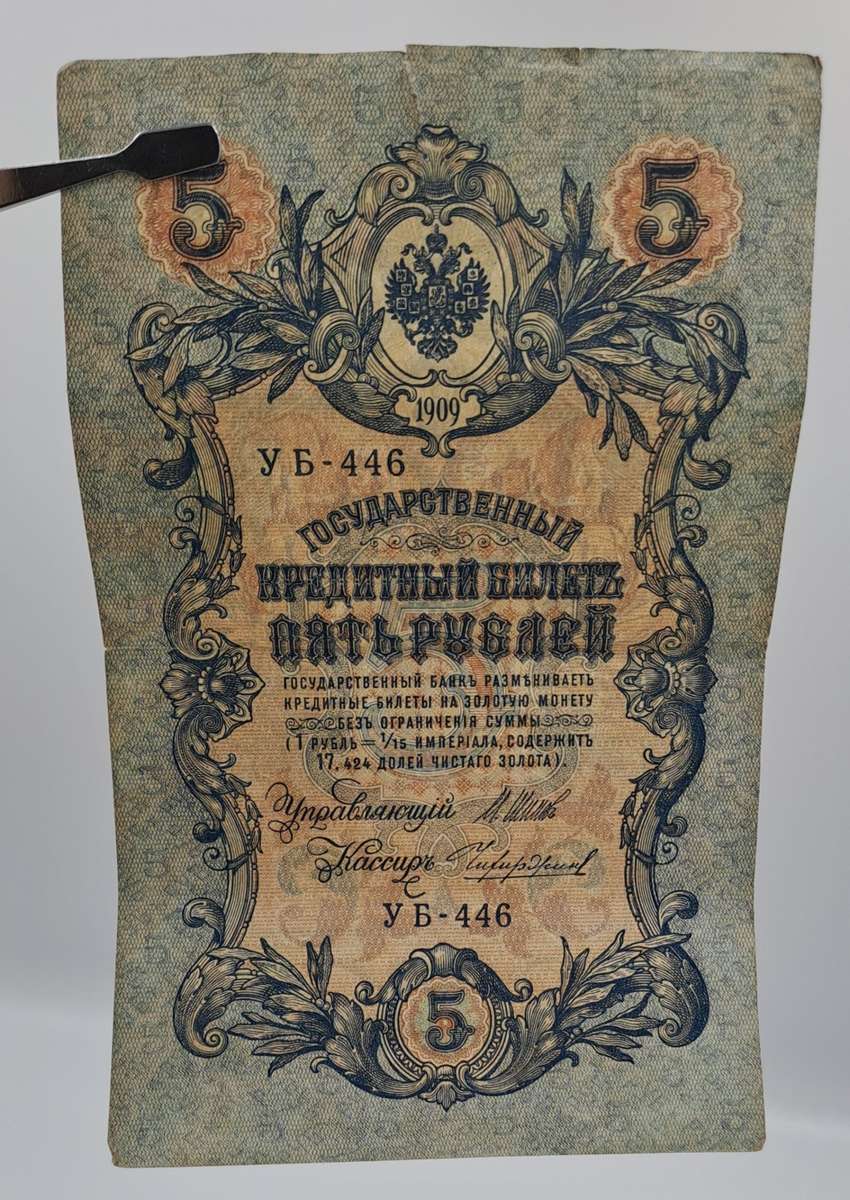 5 5
1909
УБ-446
ГОСУДАРСТВЕННЫЙ
КРЕДИТНЫЙ БИЛЕТЪ
ПЯТЬ РУБЛЕЙ
ГОСУДАРСТВЕННЫЙ БАНКЪ РАЗМѢНИВАЕТЪ
КРЕДИТНЫЕ БИЛЕТЫ НА ЗОЛОТУЮ МОНЕТУ
БЕЗЪ ОГРАНИЧЕНІЯ СУММЫ
(1 РУБЛЬ = 1/15 ИМПЕРІАЛА, СОДЕРЖИТЪ
17,424 ДОЛЕЙ ЧИСТАГО ЗОЛОТА).
Управляющій И. Шипов
Кассиръ
УБ-446
5